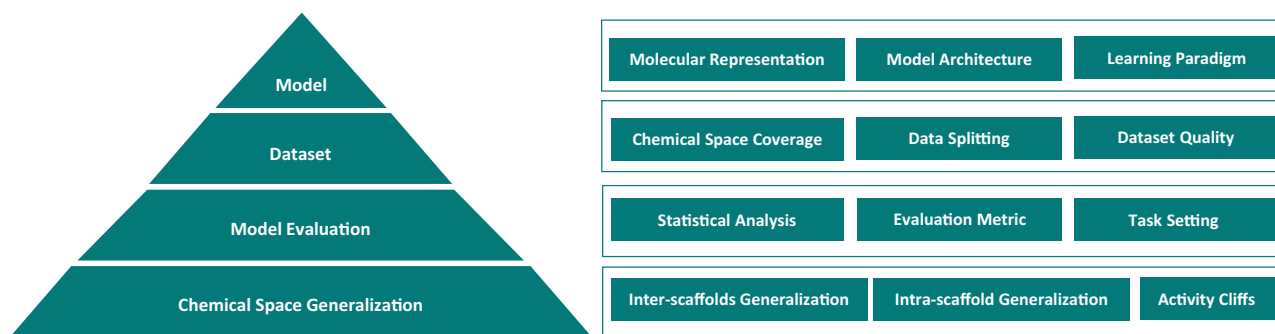 Model
Molecular Representation
Model Architecture
Learning Paradigm
Dataset
Chemical Space Coverage
Data Splitting
Dataset Quality
Model Evaluation
Statistical Analysis
Evaluation Metric
Task Setting
Chemical Space Generalization
Inter-scaffolds Generalization
Intra-scaffold Generalization
Activity Cliffs